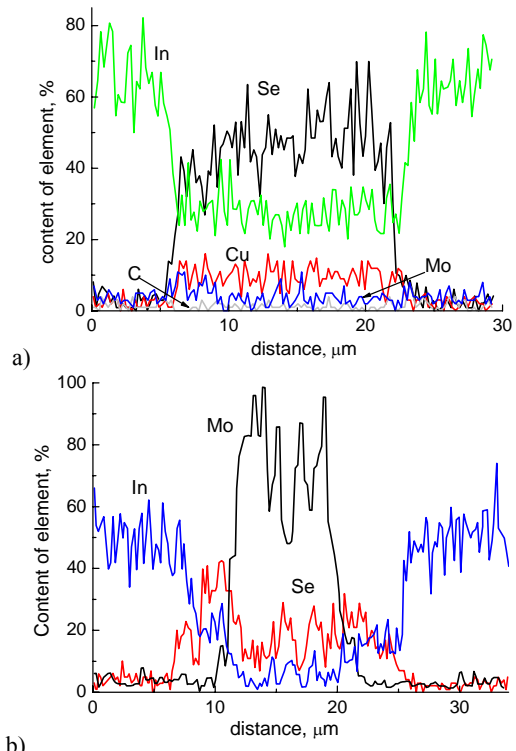 80
In
60
Se
40
20
C
Cu
Mo
0
0
10
20
30
content of element, %
distance, μm
a)
100
Mo
80
In
60
40
Se
20
0
0
10
20
30
Content of element, %
distance, μm
b)